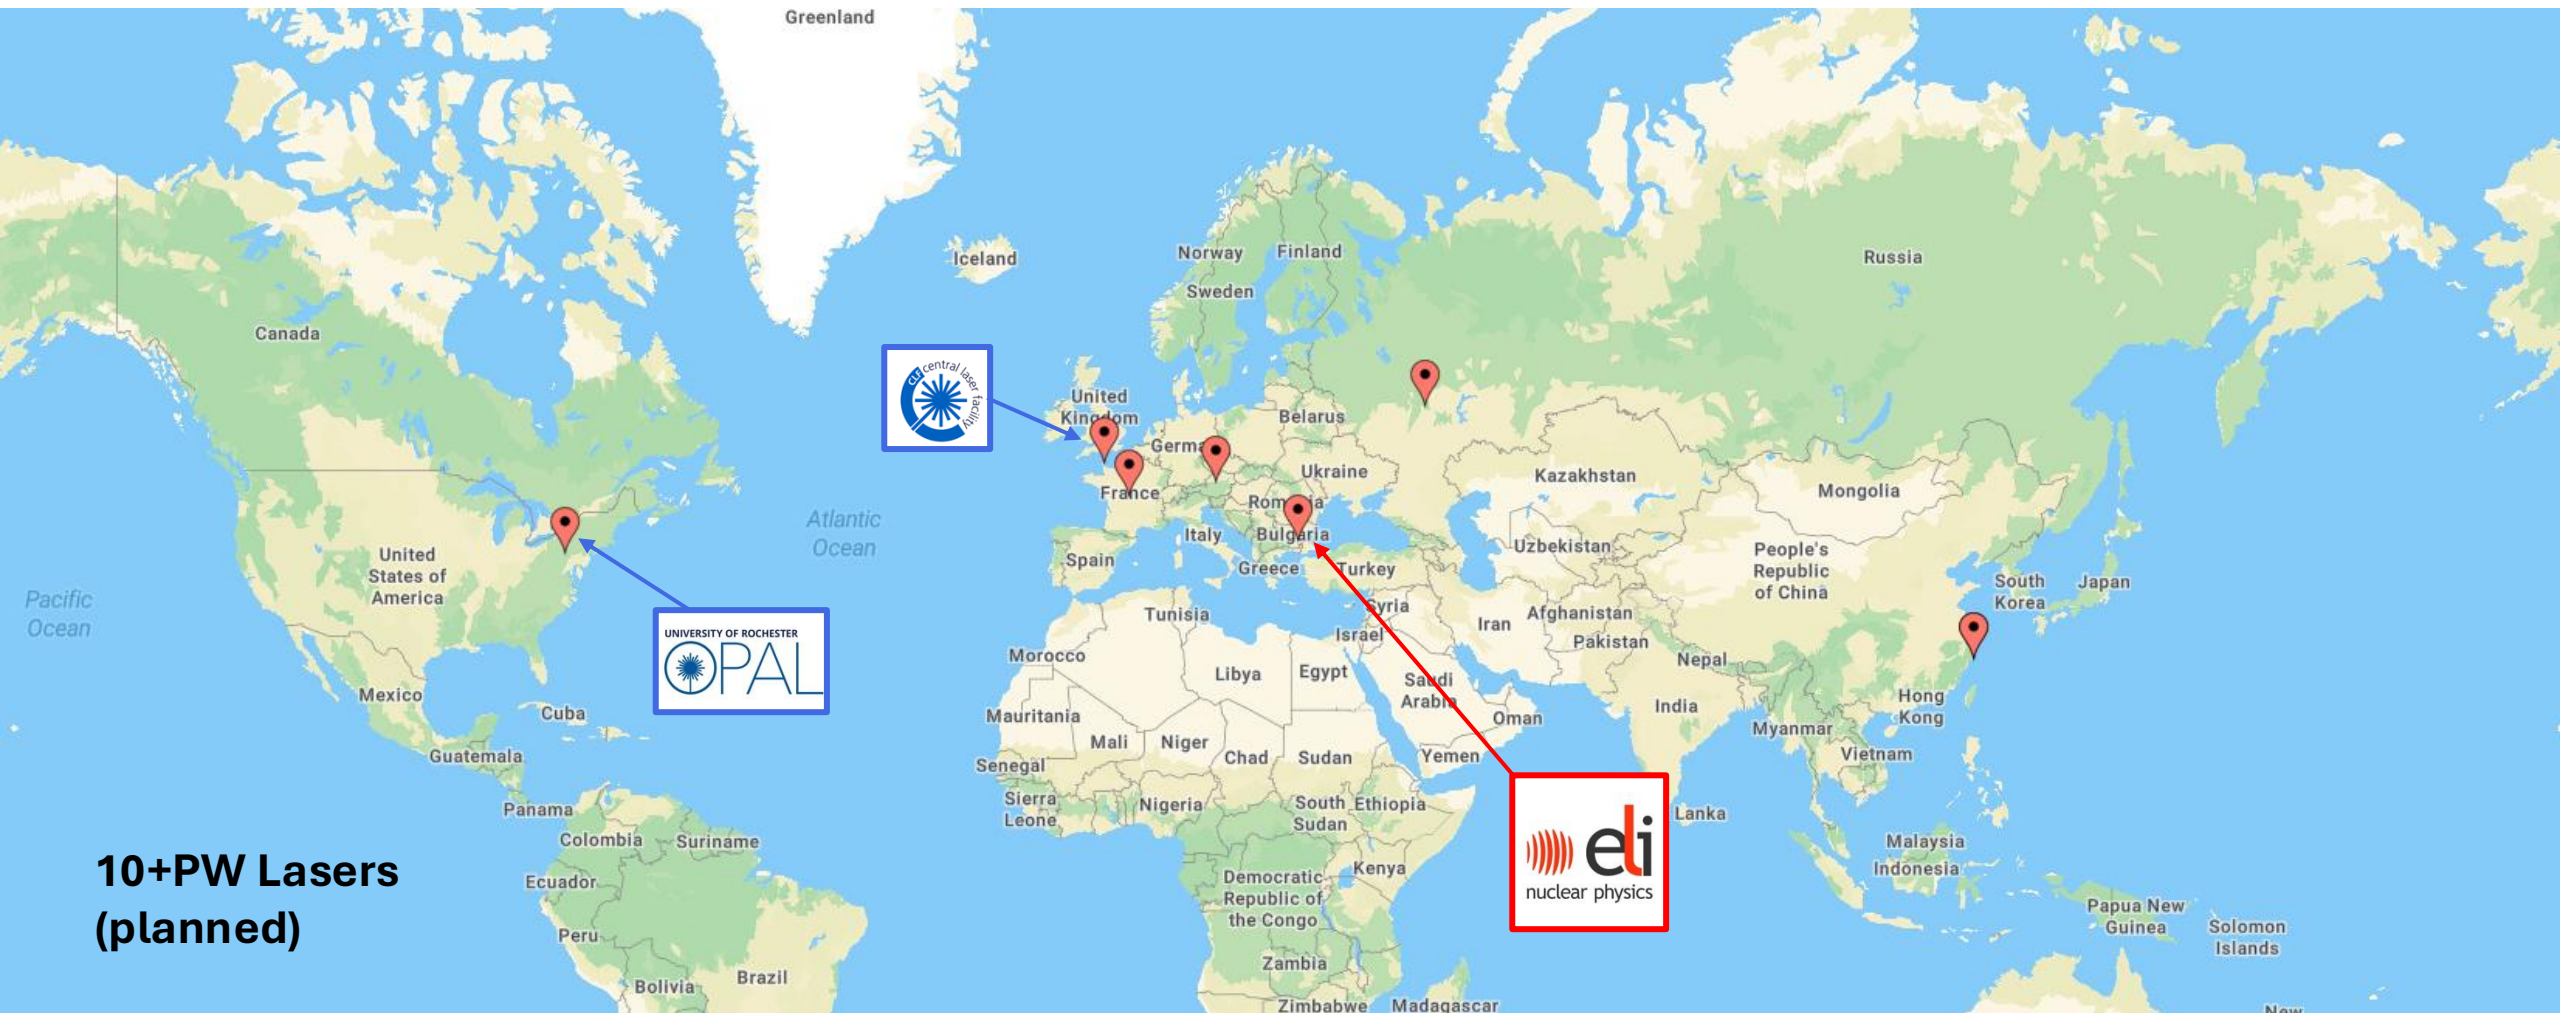 Greenland
Iceland
Norway
Finland
Sweden
Russia
Canada
CLF central laser facility
United
Kingdom
Belarus
Germa
Ukraine
Kazakhstan
Mongolia
France
Rom
ia
Atlantic
Ocean
Italy
Bulgaria
Uzbekistan
People's
Republic
of China
United
States of
America
Spain
Greece
Turkey
South
Korea
Japan
Pacific
Ocean
Tunisia
Syria
Iran
Afghanistan
Israel
Pakistan
UNIVERSITY OF ROCHESTER
OPAL
Morocco
Libya
Egypt
Saudi
Arabia
Nepal
Mexico
Cuba
Mauritania
Oman
India
Hong
Kong
Myanmar
Mali
Niger
Chad
Sudan
Yemen
Vietnam
Guatemala
Senegal
Panama
Sierra
Leone
Nigeria
South
Sudan
Ethiopia
Lanka
Colombia
Suriname
eli
nuclear physics
Malaysia
Indonesia
10+PW Lasers
(planned)
Ecuador
Democratic
Republic of
the Congo
Kenya
Papua New
Guinea
Solomon
Islands
Peru
Zambia
Brazil
Bolivia
Zimbabwe
Madagascar
New